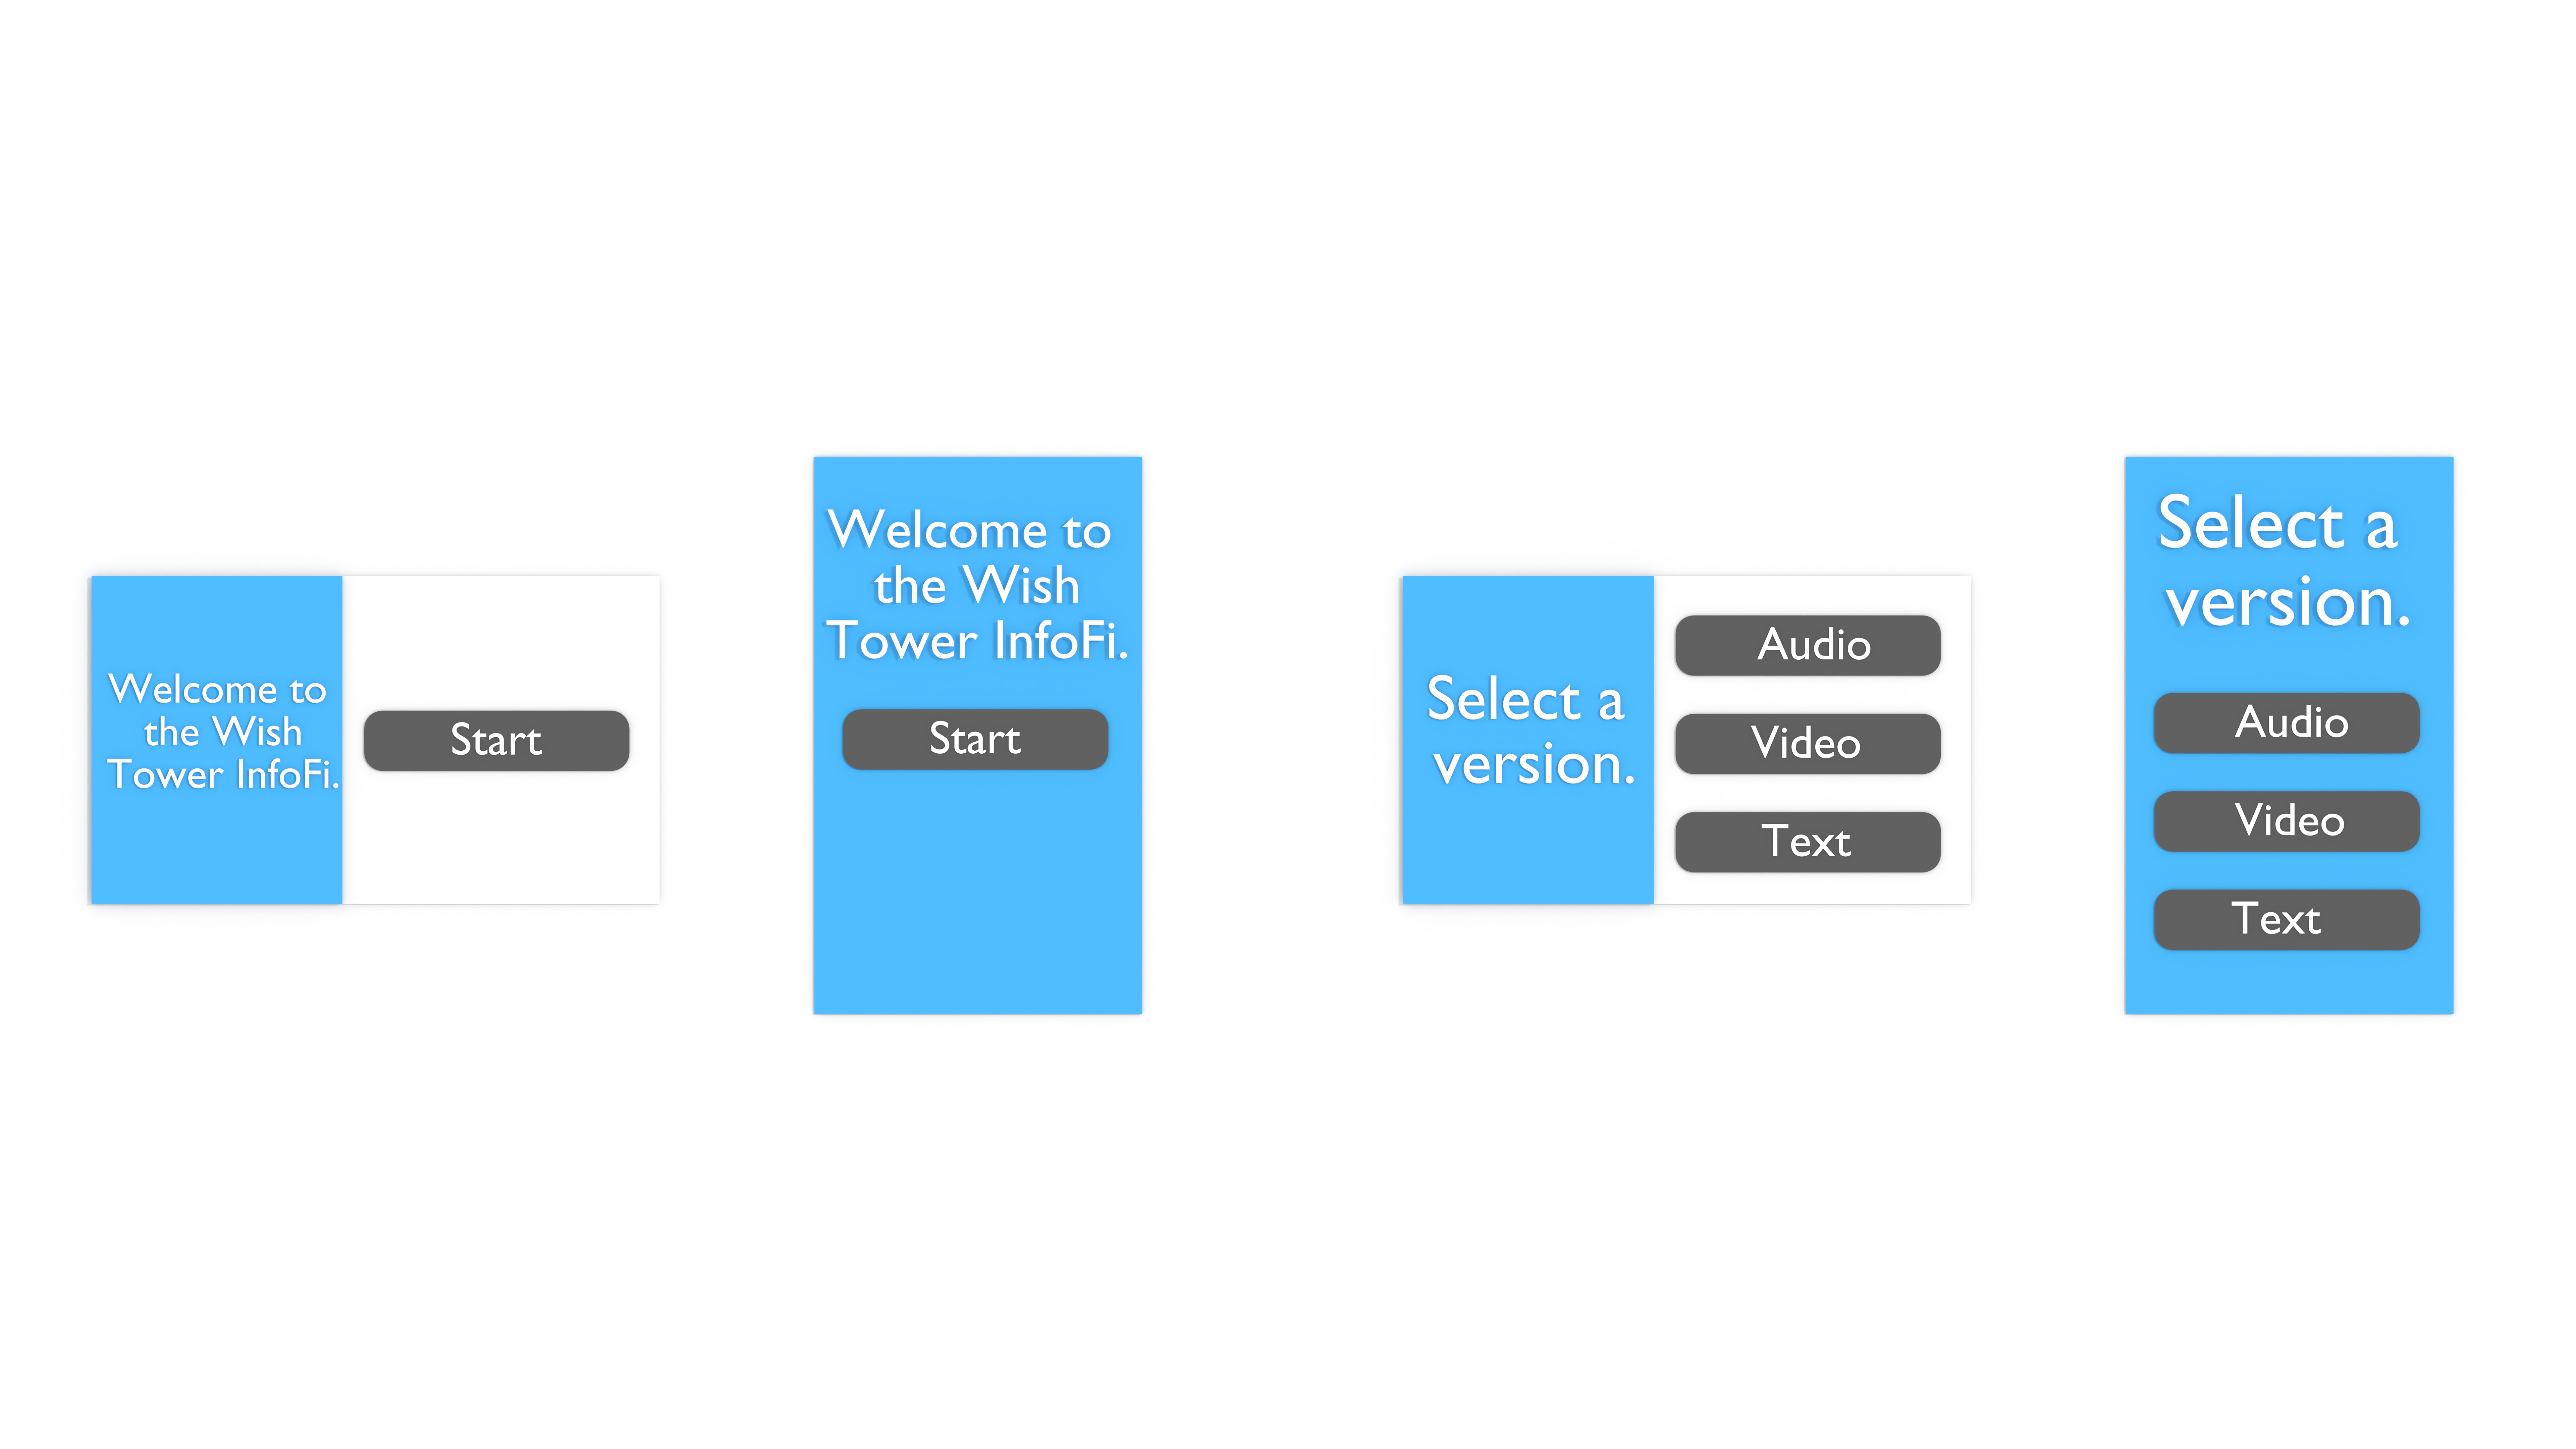 Welcome to
the Wish
Tower InfoFi.
Start
Welcome to
the Wish
Tower InfoFi.
Start
Select a
version.
Audio
Video
Text
Select a
version.
Audio
Video
Text